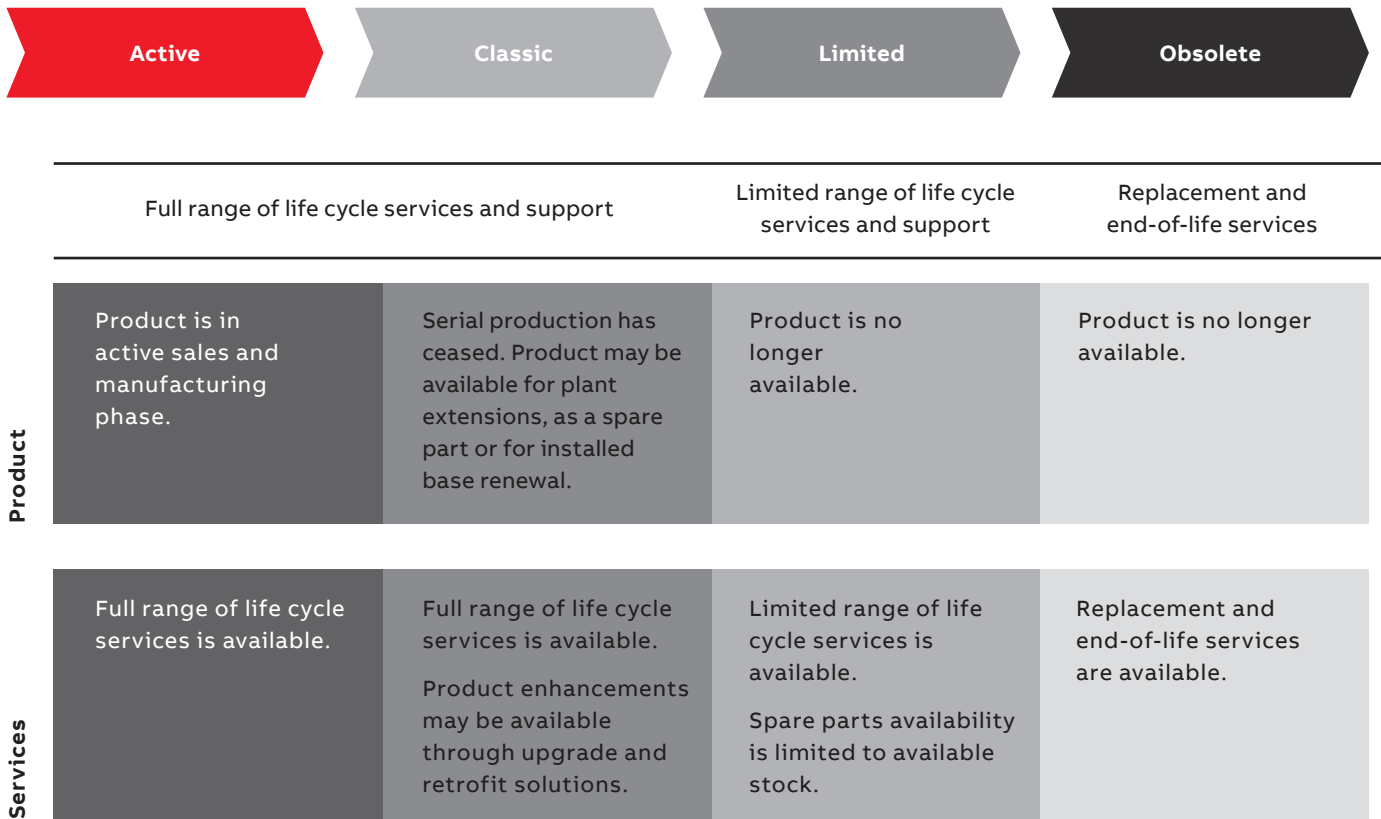 Active
Classic
Limited
Obsolete
Full range of life cycle services and support
Limited range of life cycle
services and support
Replacement and
end-of-life services
Product
Product is in
active sales and
manufacturing
phase.
Serial production has
ceased. Product may be
available for plant
extensions, as a spare
part or for installed
base renewal.
Product is no
longer
available.
Product is no longer
available.
Services
Full range of life cycle
services is available.
Full range of life cycle
services is available.
Product enhancements
may be available
through upgrade and
retrofit solutions.
Limited range of life
cycle services is
available.
Spare parts availability
is limited to available
stock.
Replacement and
end-of-life services
are available.